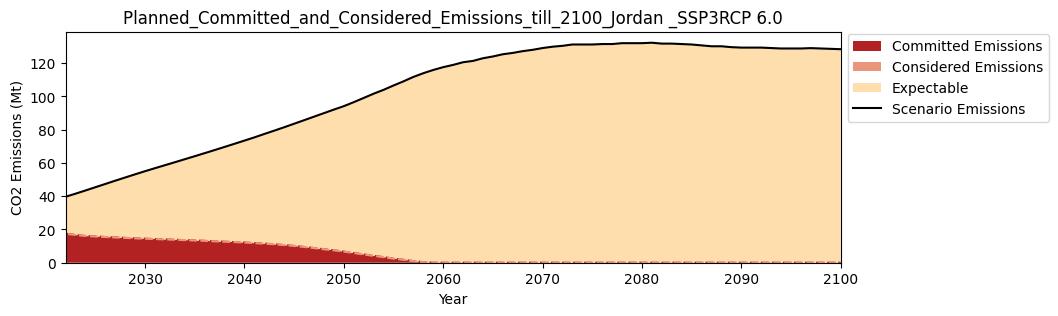 Planned_Committed_and_Considered_Emissions_till_2100_Jordan _SSP3RCP 6.0
Committed Emissions
Considered Emissions
Expectable
Scenario Emissions
CO2 Emissions (Mt)
120
100
80
60
40
20
0
2030 2040 2050 2060 2070 2080 2090 2100
Year